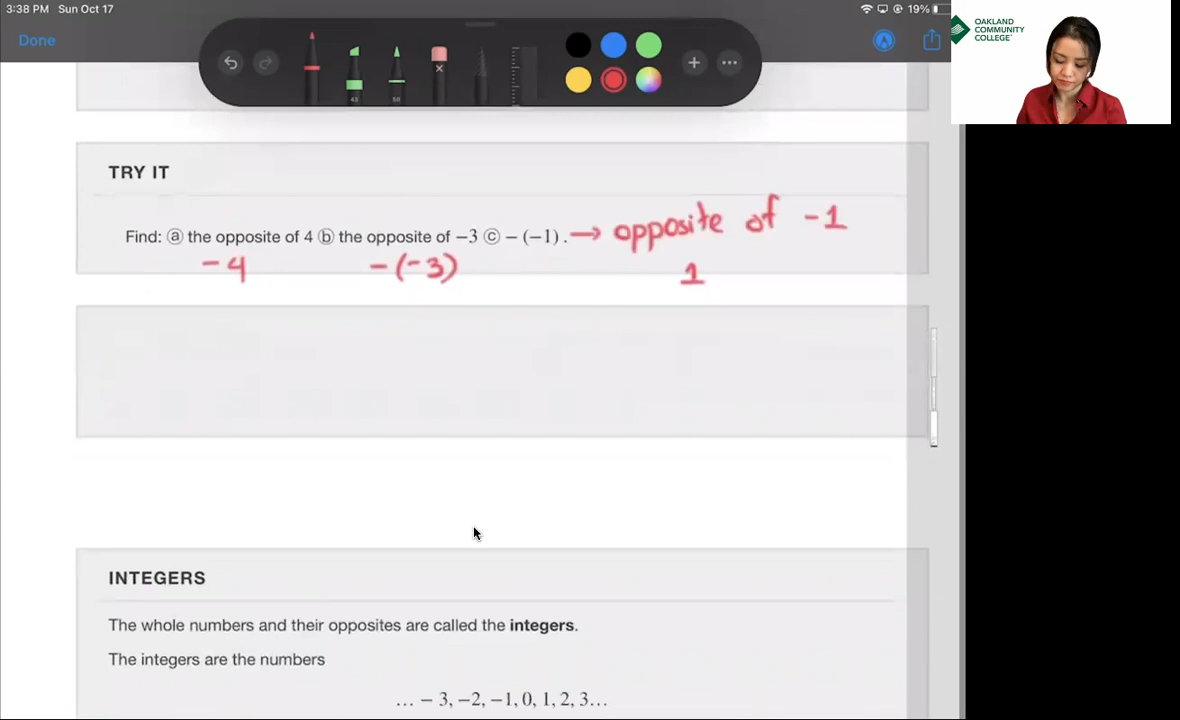 3:38 PM Sun Oct 17
19%
Done
OAKLAND
COMMUNITY
COLLEGE
TRY IT
Find: ⓐ the opposite of 4 ⓑ the opposite of −3 ⓒ − (−1) . → opposite of -1
-4 -(-3) 1
INTEGERS
The whole numbers and their opposites are called the integers.
The integers are the numbers
… − 3, −2, −1, 0, 1, 2, 3…